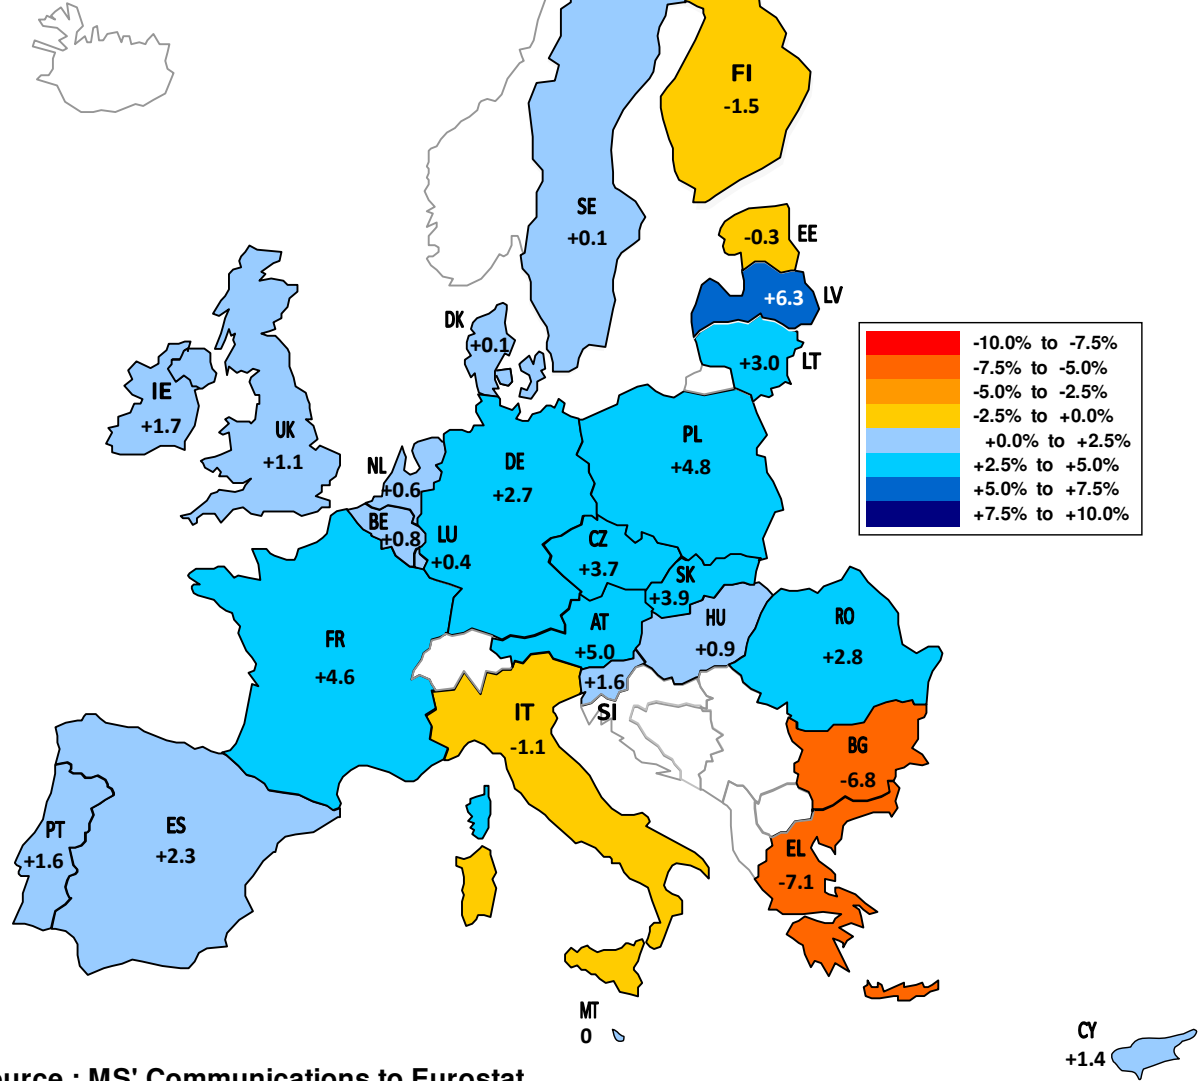 FI
-1.5
SE
+0.1
-0.3 EE
+6.3 LV
DK
+0.1
+3.0 LT
-10.0% to -7.5%
-7.5% to -5.0%
-5.0% to -2.5%
-2.5% to +0.0%
+0.0% to +2.5%
+2.5% to +5.0%
+5.0% to +7.5%
+7.5% to +10.0%
IE
+1.7
UK
+1.1
NL
+0.6
BE
+0.8
LU
+0.4
DE
+2.7
PL
+4.8
CZ
+3.7
SK
+3.9
AT
+5.0
HU
+0.9
RO
+2.8
FR
+4.6
+1.6
SI
IT
-1.1
BG
-6.8
PT
+1.6
ES
+2.3
EL
-7.1
MT
0
CY
+1.4
ource : MS' Communications to Eurostat